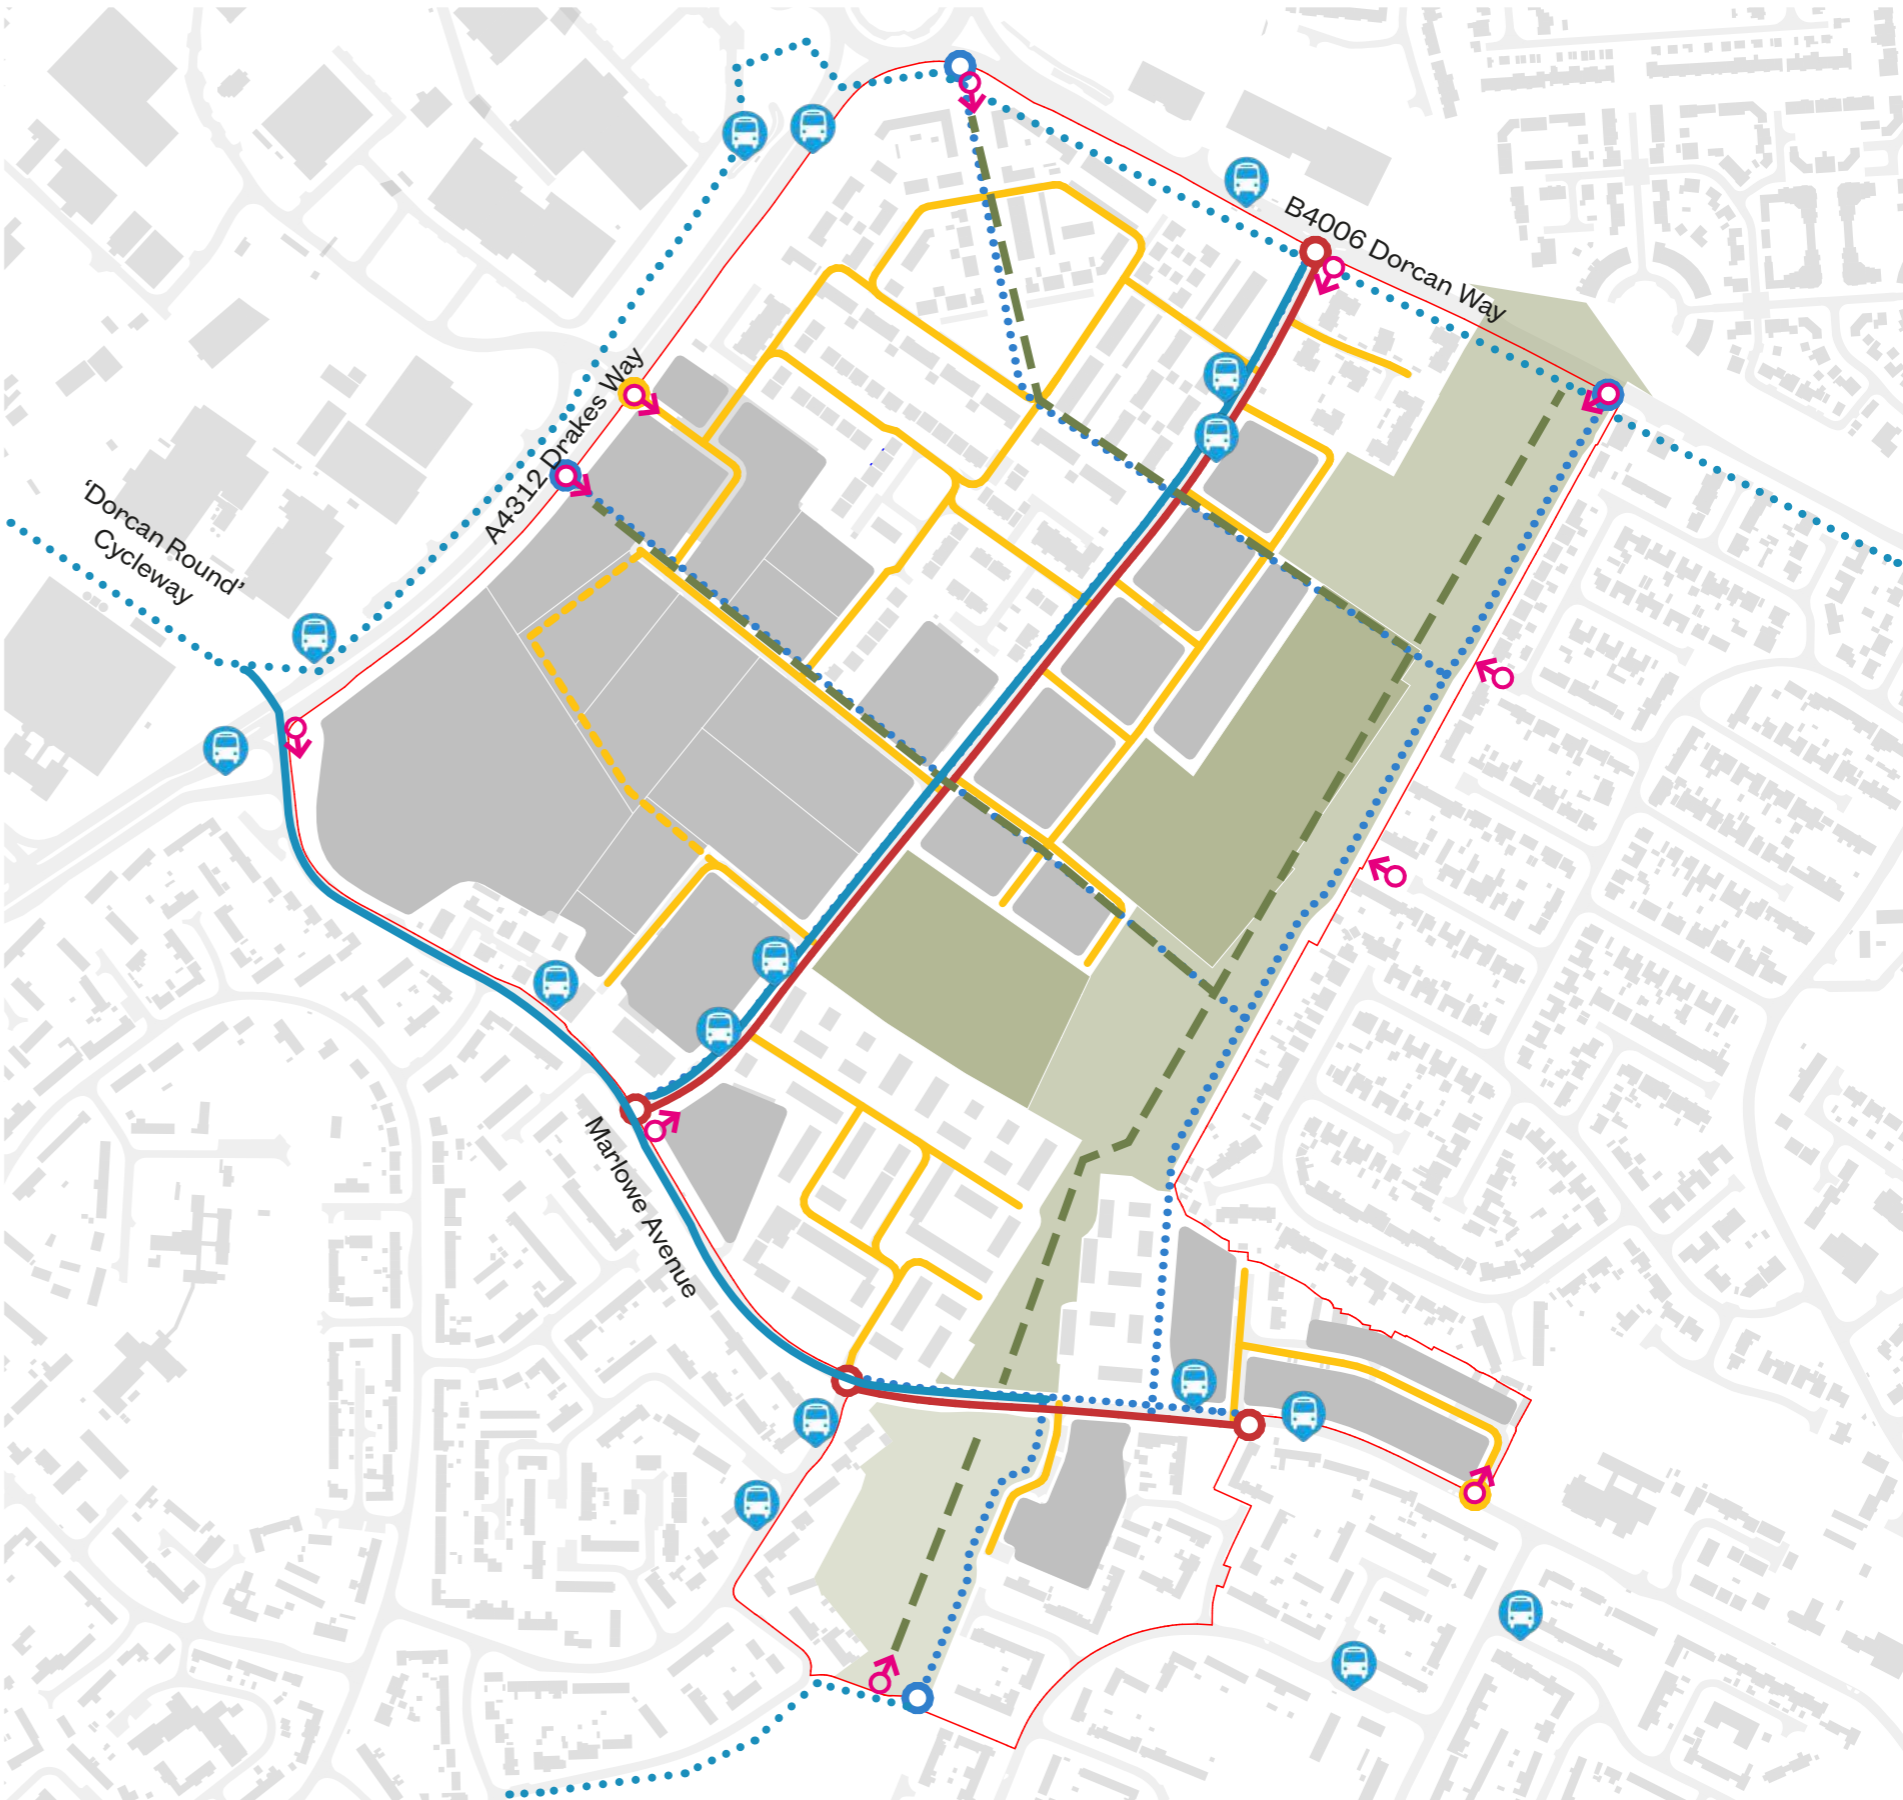 B4006 Dorcan Way
A4312 Drakes Way
‘Dorcan Round’
Cycleway
Marlowe Avenue